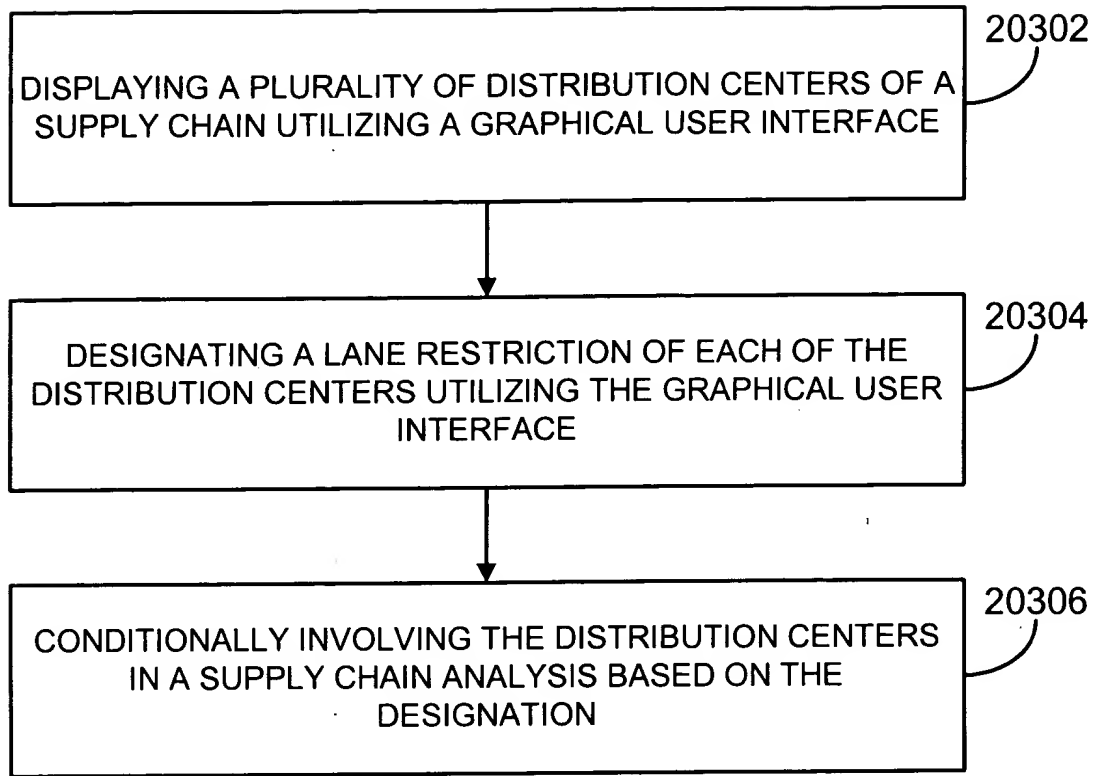 20302
DISPLAYING A PLURALITY OF DISTRIBUTION CENTERS OF A
SUPPLY CHAIN UTILIZING A GRAPHICAL USER INTERFACE
20304
DESIGNATING A LANE RESTRICTION OF EACH OF THE
DISTRIBUTION CENTERS UTILIZING THE GRAPHICAL USER
INTERFACE
20306
CONDITIONALLY INVOLVING THE DISTRIBUTION CENTERS
IN A SUPPLY CHAIN ANALYSIS BASED ON THE
DESIGNATION